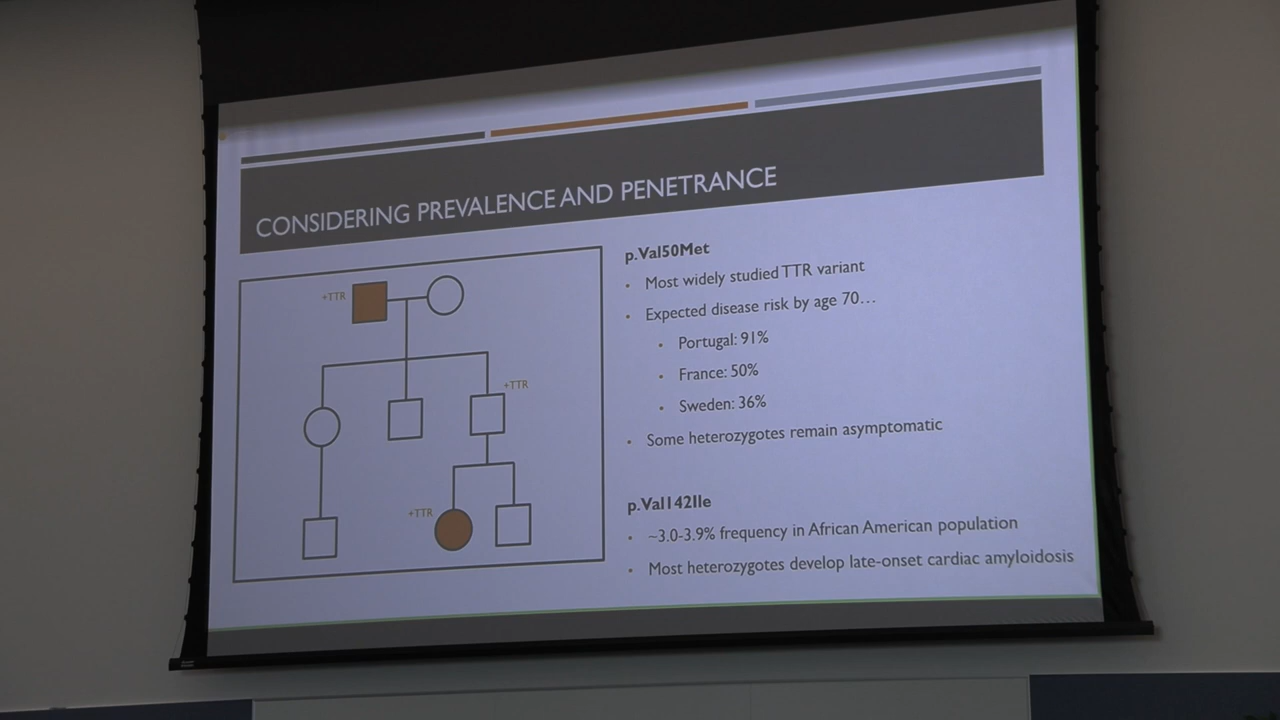 CONSIDERING PREVALENCE AND PENETRANCE
+TTR
+TTR
+TTR
p.Val50Met
• Most widely studied TTR variant
• Expected disease risk by age 70…
• Portugal: 91%
• France: 50%
• Sweden: 36%
• Some heterozygotes remain asymptomatic
p.Val142Ile
• ~3.0-3.9% frequency in African American population
• Most heterozygotes develop late-onset cardiac amyloidosis